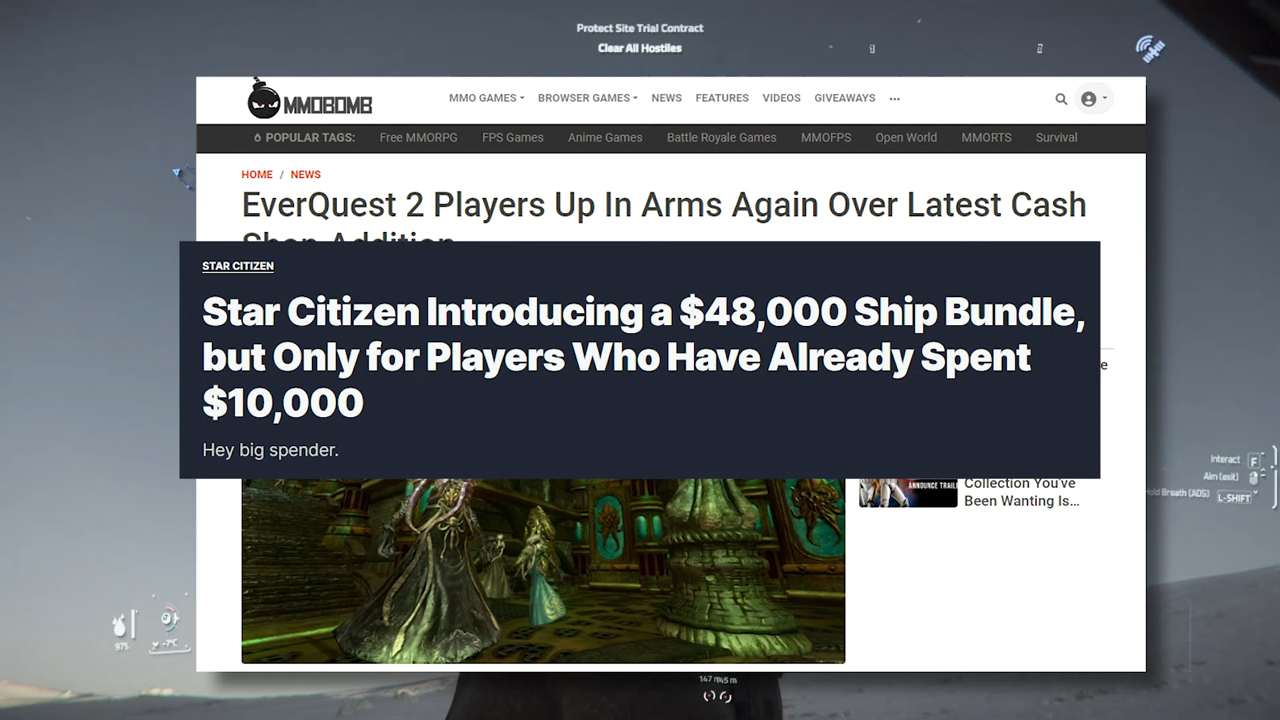 Protect Site Trial Contract
Clear All Hostiles
MMOBOMB
MMO GAMES
BROWSER GAMES
NEWS
FEATURES
VIDEOS
GIVEAWAYS
POPULAR TAGS:
Free MMORPG
FPS Games
Anime Games
Battle Royale Games
MMOFPS
Open World
MMORTS
Survival
HOME / NEWS
EverQuest 2 Players Up In Arms Again Over Latest Cash
Shop Addition
STAR CITIZEN
Star Citizen Introducing a $48,000 Ship Bundle,
but Only for Players Who Have Already Spent
$10,000
Hey big spender.
ANNOUNCE TRAIL
Collection You've
Been Wanting Is...
Interact F
Aim (exit)
Hold Breath (ADS) L-SHIFT
97%
-7°C